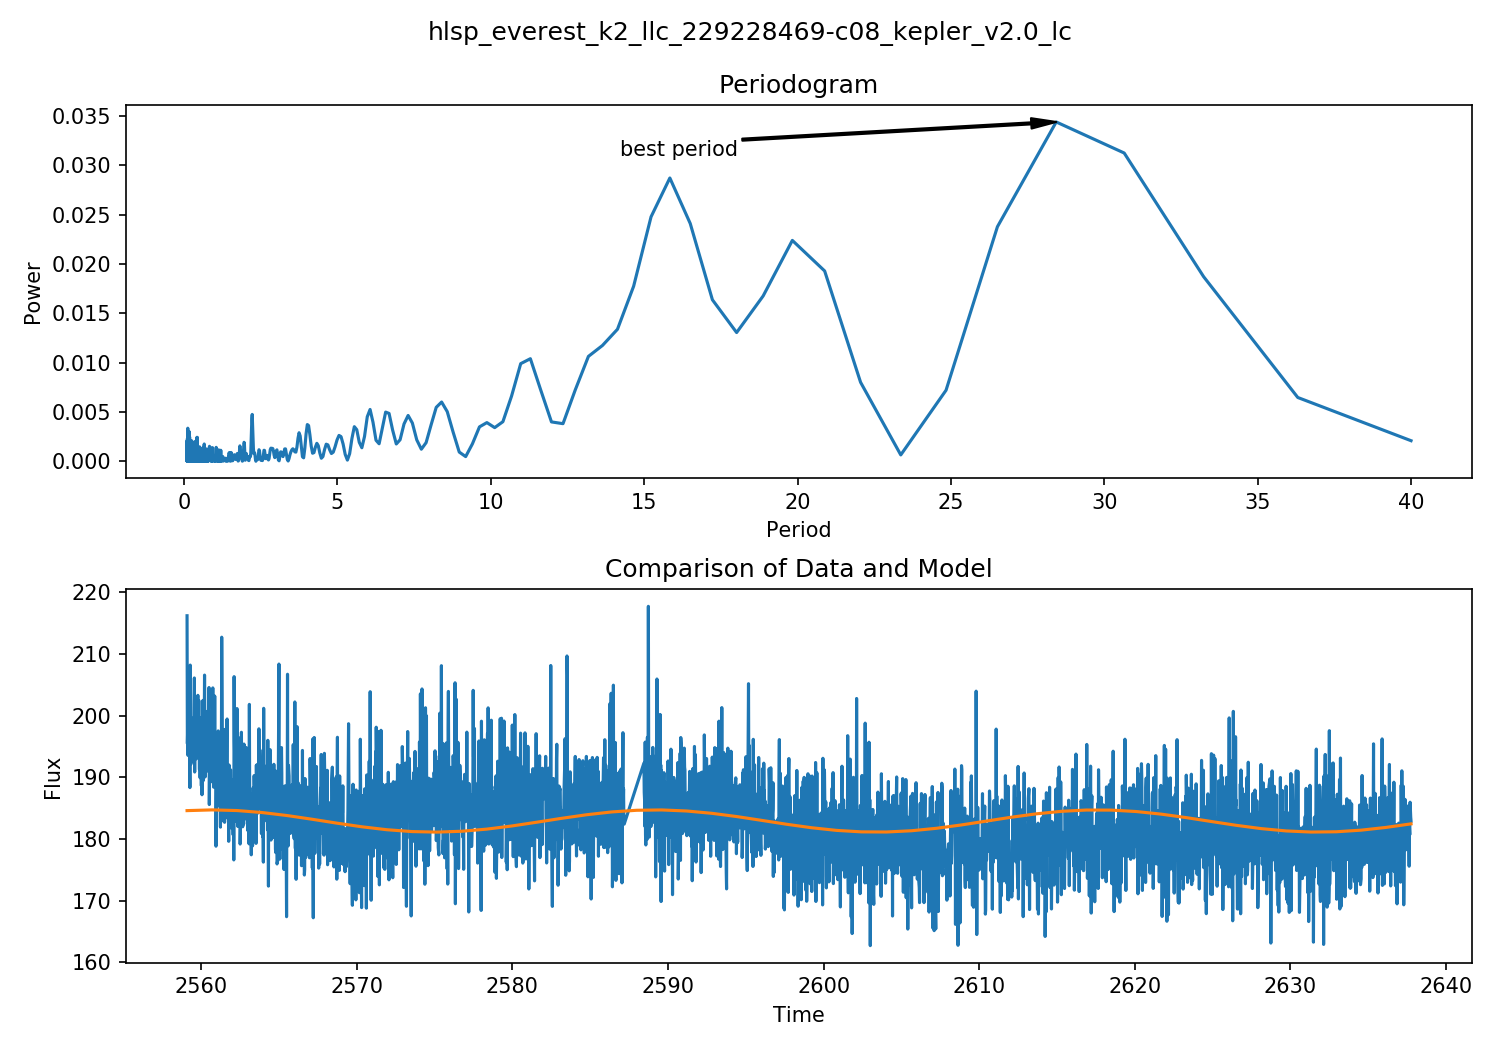 hlsp_everest_k2_llc_229228469-c08_kepler_v2.0_lc
Periodogram
0.035
0.030
0.025
0.020
0.015
0.010
0.005
0.000
Power
best period
0 5 10 15 20 25 30 35 40
Period
Comparison of Data and Model
220
210
200
190
180
170
160
Flux
2560 2570 2580 2590 2600 2610 2620 2630 2640
Time